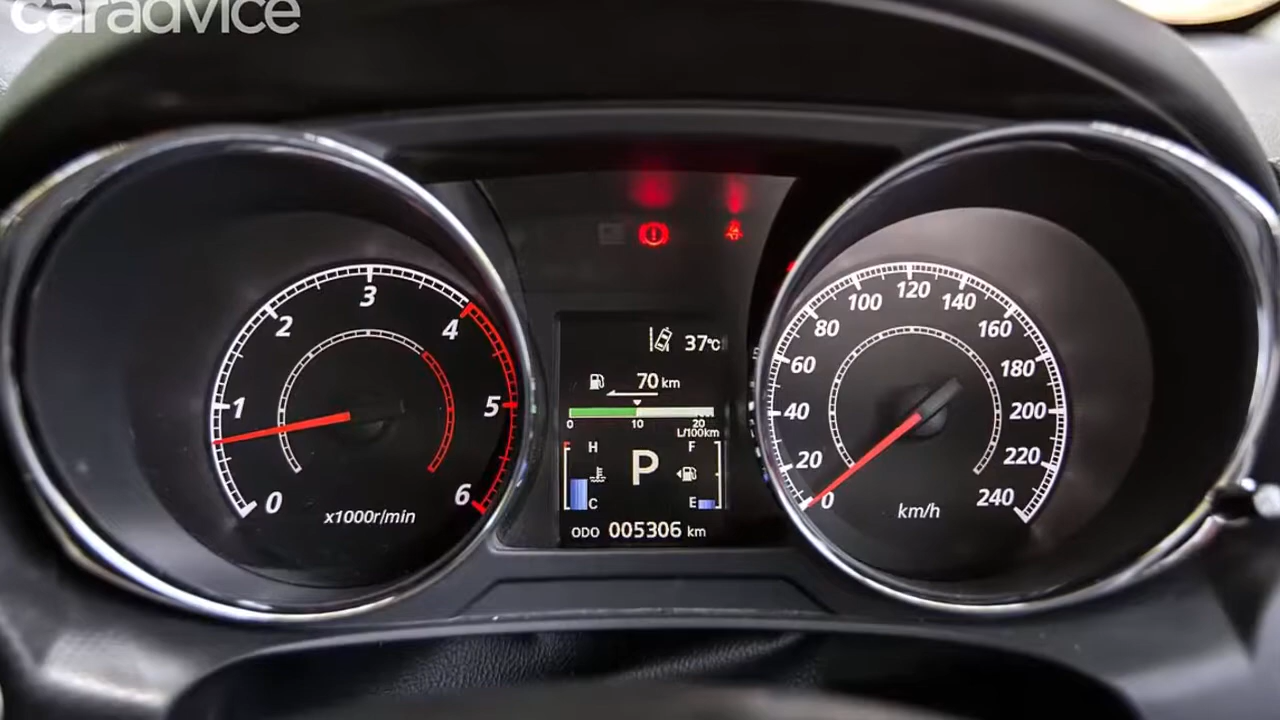 caradvice
0
1
2
3
4
5
6
x1000r/min
37°C
70 km
0 10 20
L/100km
H F
P
C E
ODO 005306 km
0
20
40
60
80
100
120
140
160
180
200
220
240
km/h